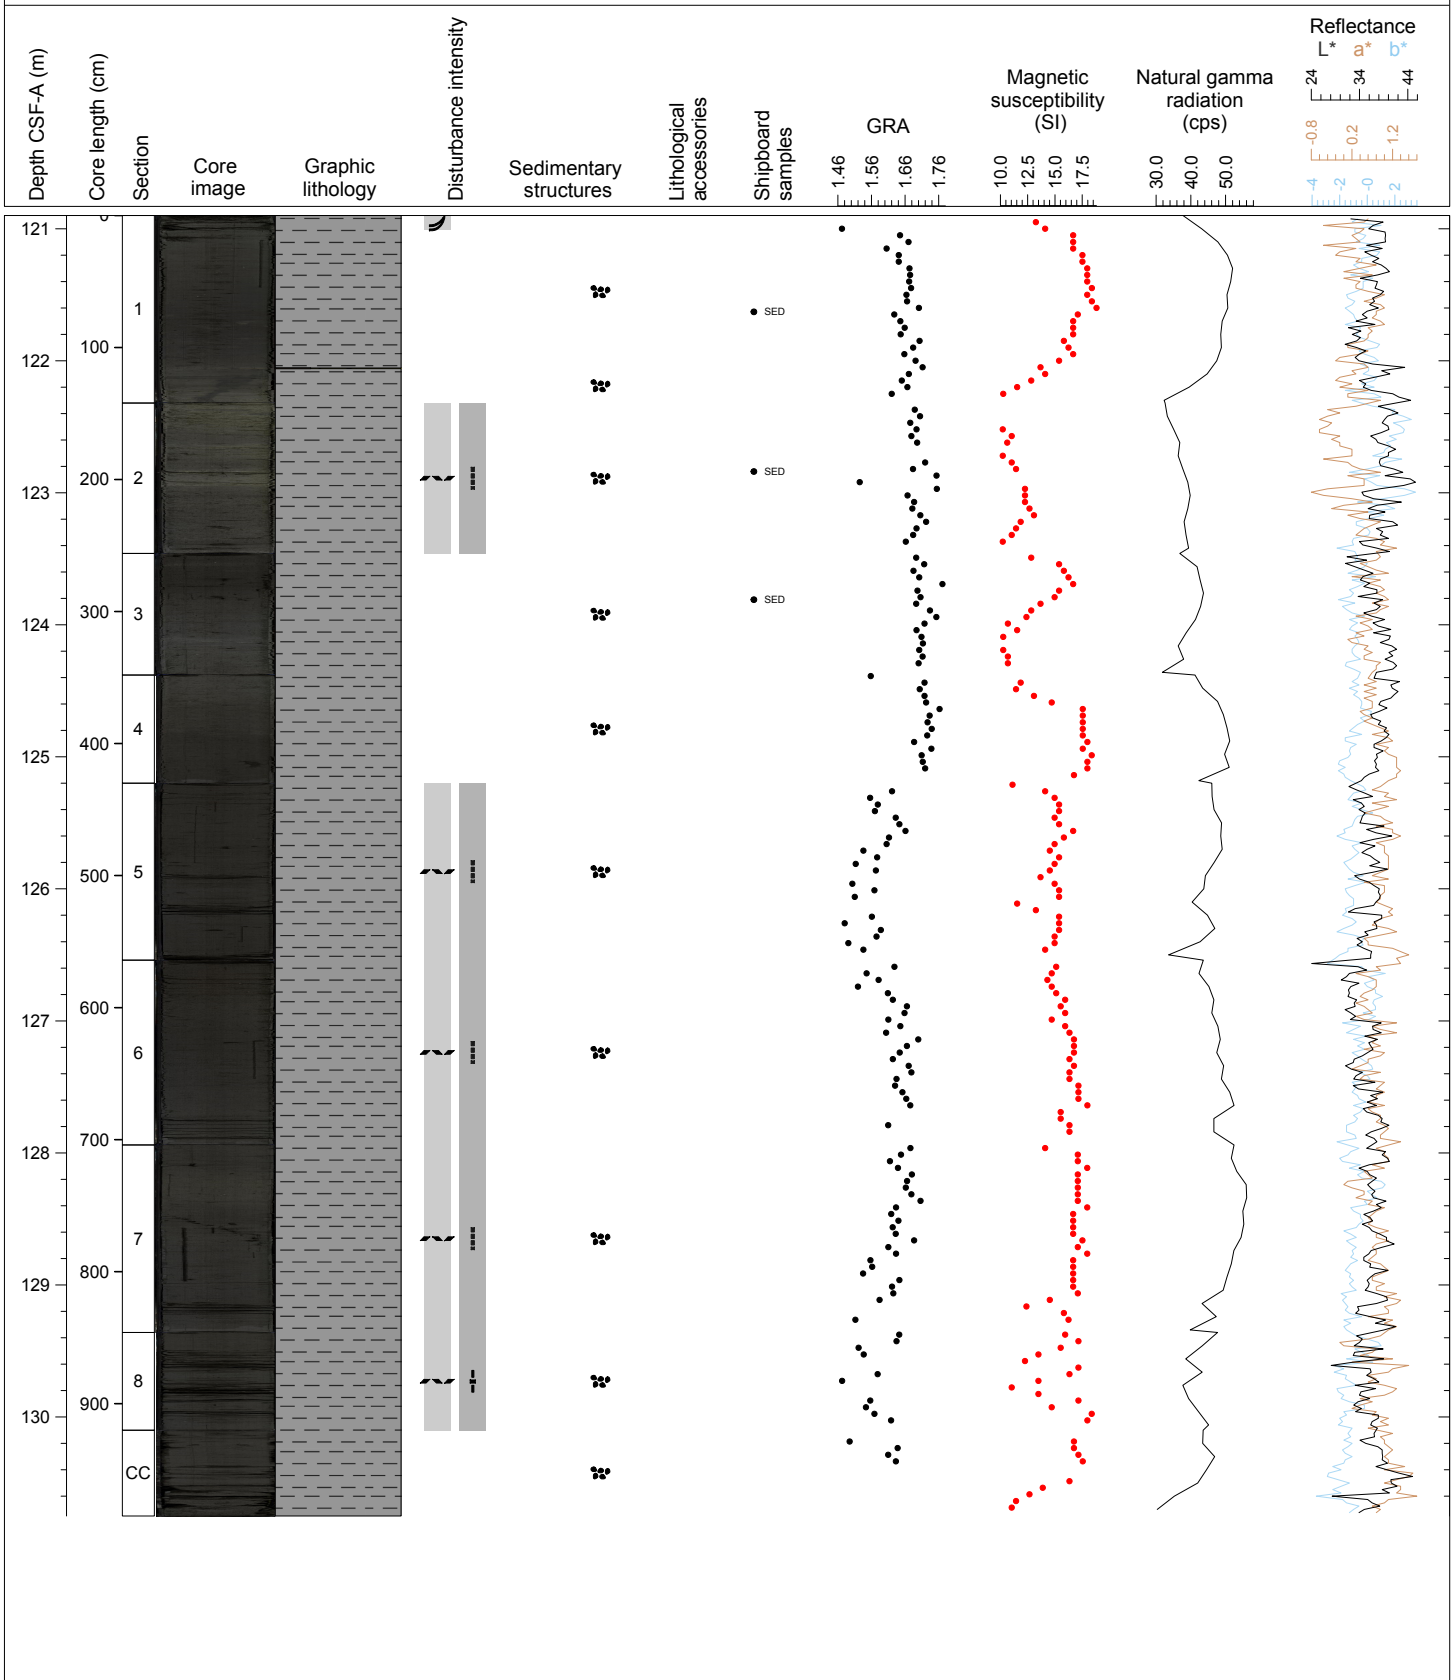 Depth CSF-A (m)
Core length (cm)
Section
Core
image
Graphic
lithology
Disturbance intensity
Sedimentary
structures
Lithological
accessories
Shipboard
samples
GRA
1.46
1.56
1.66
1.76
Magnetic
susceptibility
(SI)
10.0
12.5
15.0
17.5
Natural gamma
radiation
(cps)
30.0
40.0
50.0
Reflectance
L* a* b*
24 34 44
-0.8
0.2
1.2
-4
-2
-0
2
121
122
123
124
125
126
127
128
129
130
0
100
200
300
400
500
600
700
800
900
1
2
3
4
5
6
7
8
CC
SED
SED
SED